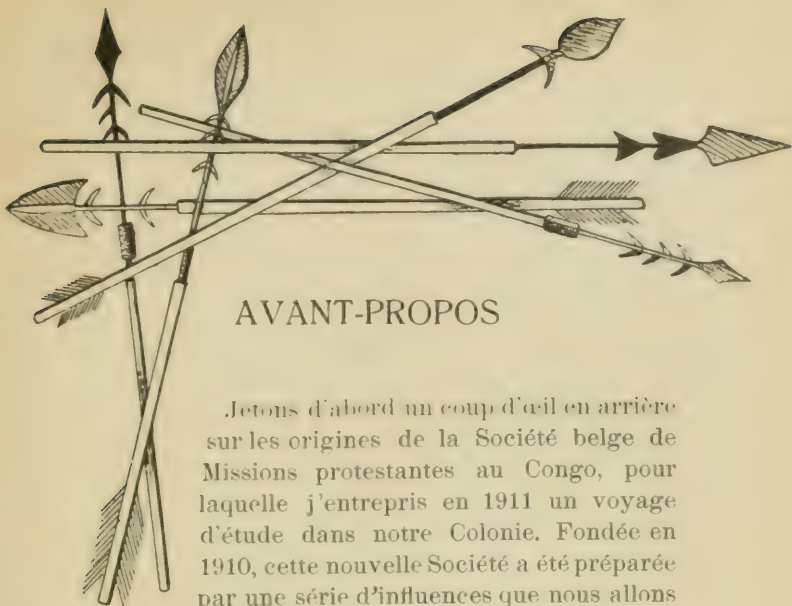 AVANT-PROPOS
Jetons d'abord un coup d'œil en arrière
sur les origines de la Société belge de
Missions protestantes au Congo, pour
laquelle j'entrepris en 1911 un voyage
d'étude dans notre Colonie. Fondée en
1910, cette nouvelle Société a été préparée
par une série d'influences que nous allons